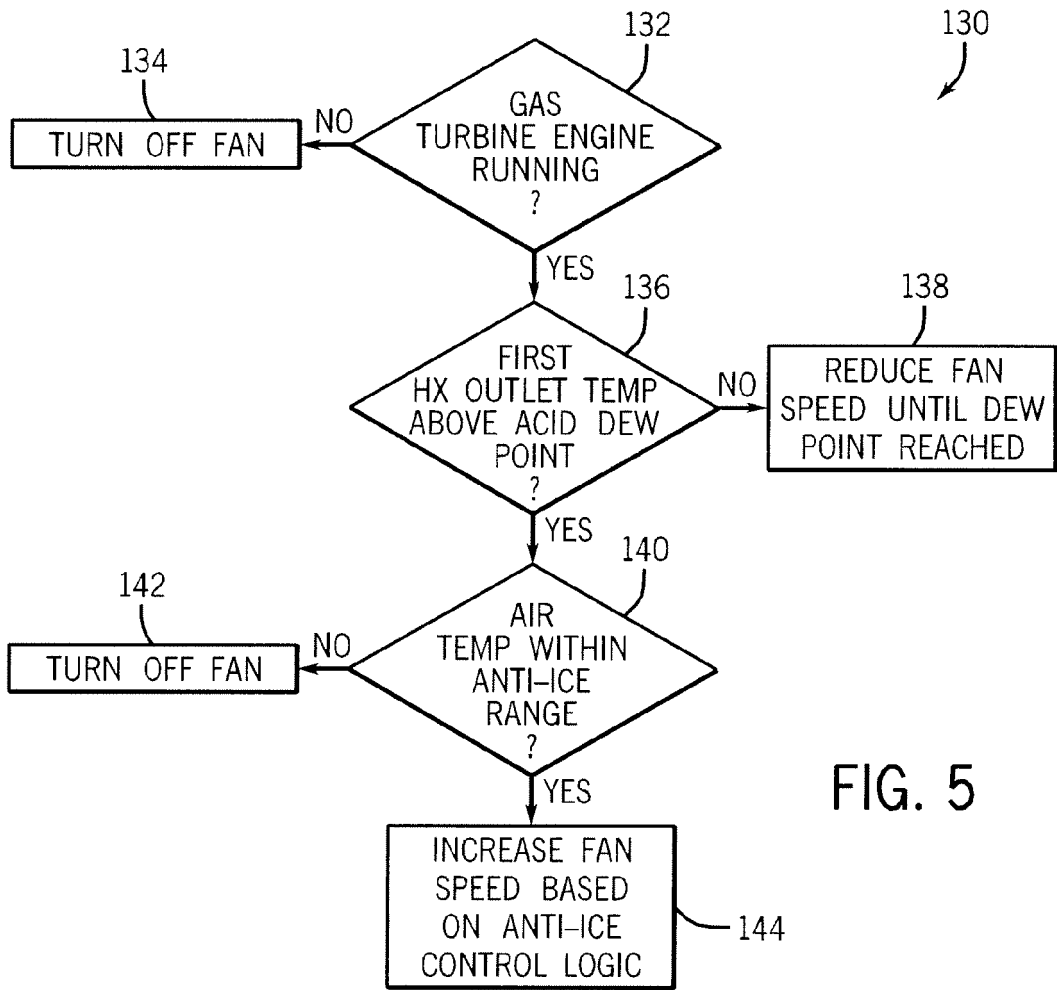 132
130
134
GAS
TURBINE ENGINE
RUNNING
?
NO
TURN OFF FAN
YES
136
138
FIRST
HX OUTLET TEMP
ABOVE ACID DEW
POINT
?
NO
REDUCE FAN
SPEED UNTIL DEW
POINT REACHED
YES
140
142
AIR
TEMP WITHIN
ANTI–ICE
RANGE
?
NO
TURN OFF FAN
YES
FIG. 5
INCREASE FAN
SPEED BASED
ON ANTI–ICE
CONTROL LOGIC
144